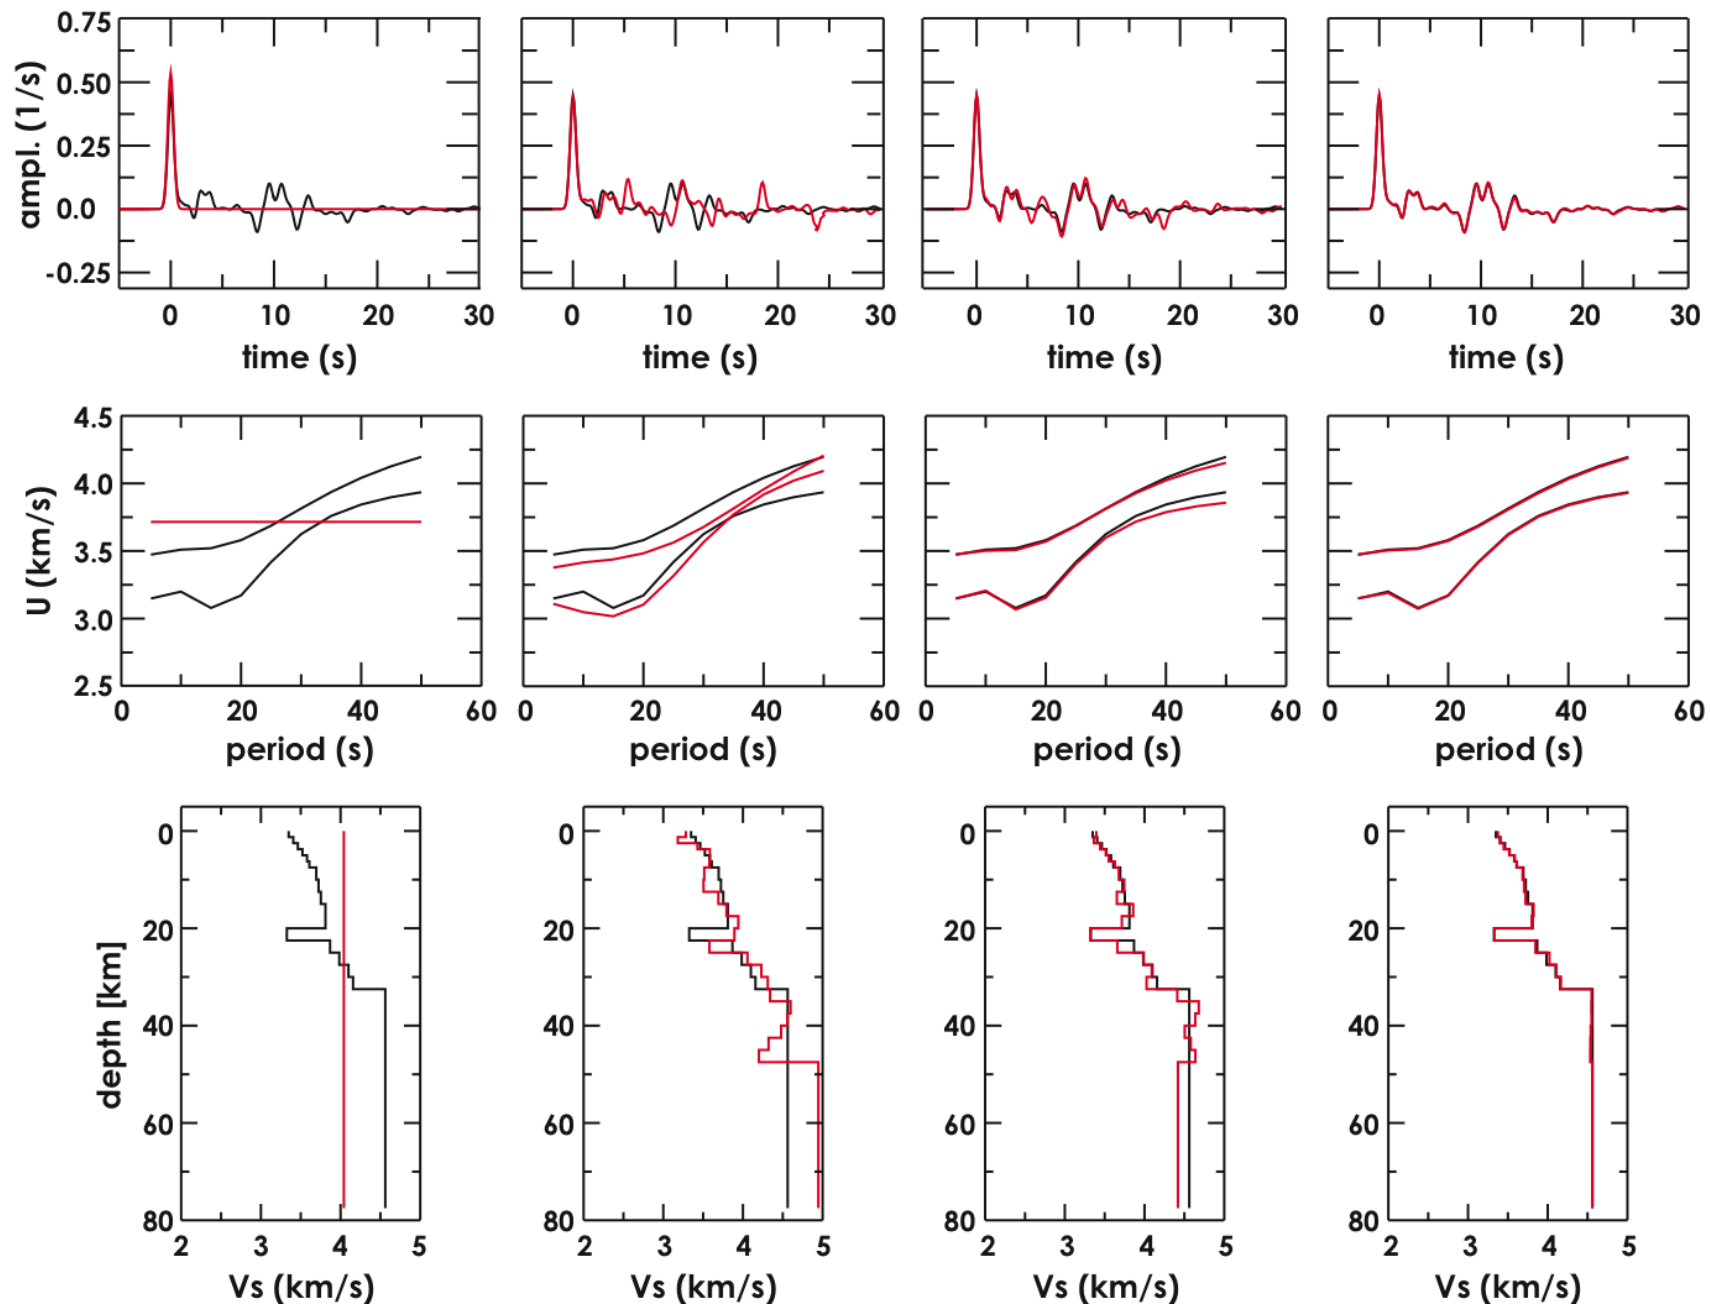 0.75
0.50
0.25
0.0
-0.25
ampl. (1/s)
0 10 20 30 0 10 20 30 0 10 20 30 0 10 20 30
time (s) time (s) time (s) time (s)
4.5
4.0
3.5
3.0
2.5
U (km/s)
0 20 40 60 0 20 40 60 0 20 40 60 0 20 40 60
period (s) period (s) period (s) period (s)
0 0 0 0
20 20 20 20
40 40 40 40
60 60 60 60
80 80 80 80
depth [km]
2 3 4 5 2 3 4 5 2 3 4 5 2 3 4 5
Vs (km/s) Vs (km/s) Vs (km/s) Vs (km/s)